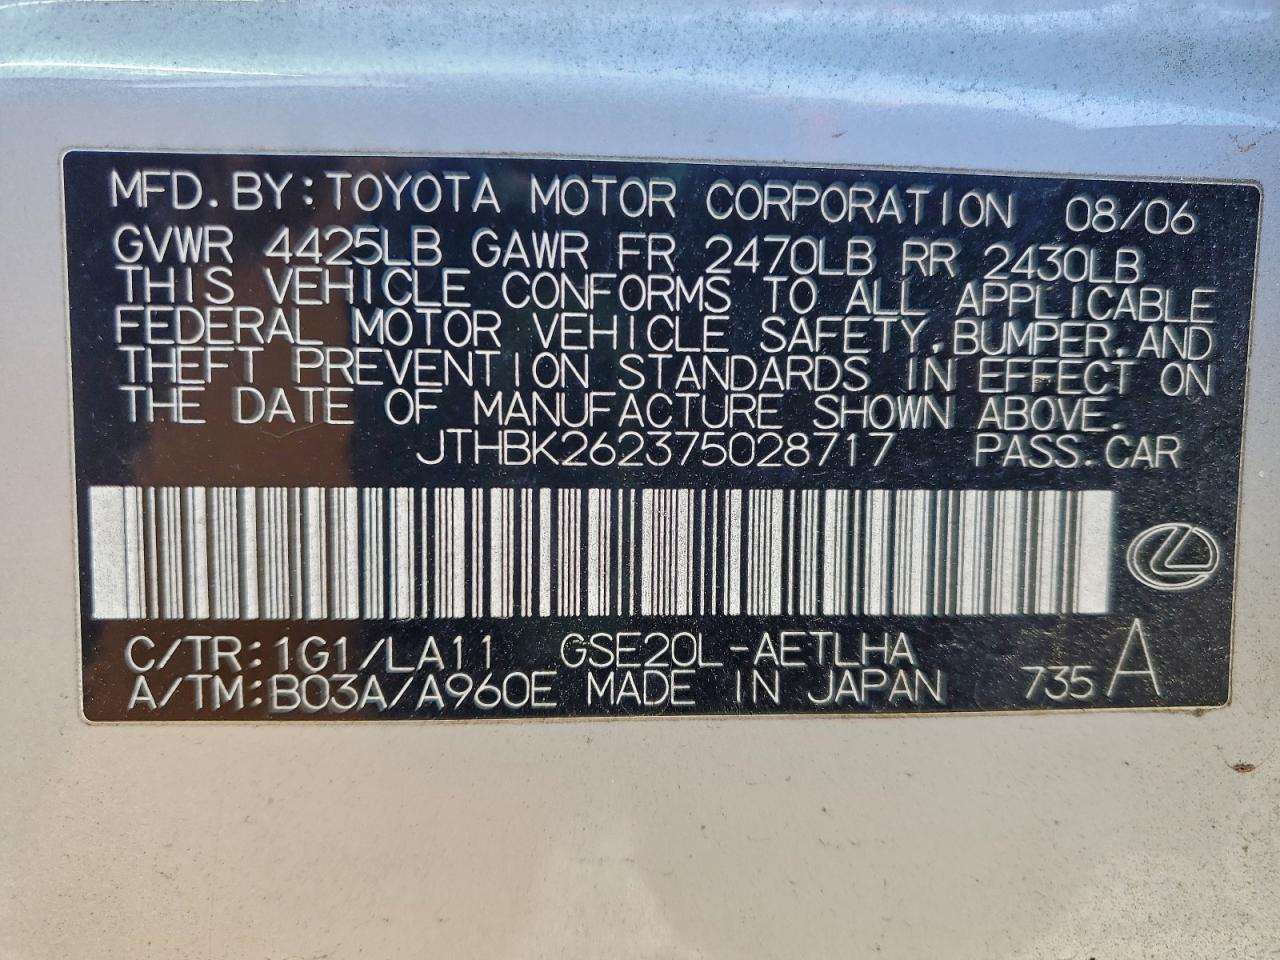 MFD.BY:TOYOTA MOTOR CORPORATION 08/06
GVWR 4425LB GAWR FR 2470LB RR 2430LB
THIS VEHICLE CONFORMS TO ALL APPLICABLE
FEDERAL MOTOR VEHICLE SAFETY,BUMPER,AND
THEFT PREVENTION STANDARDS IN EFFECT ON
THE DATE OF MANUFACTURE SHOWN ABOVE.
JTHBK262375028717 PASS.CAR
C/TR:1G1/LA11 GSE20L-AETLHA
A/TM:B03A/A960E MADE IN JAPAN 735 A